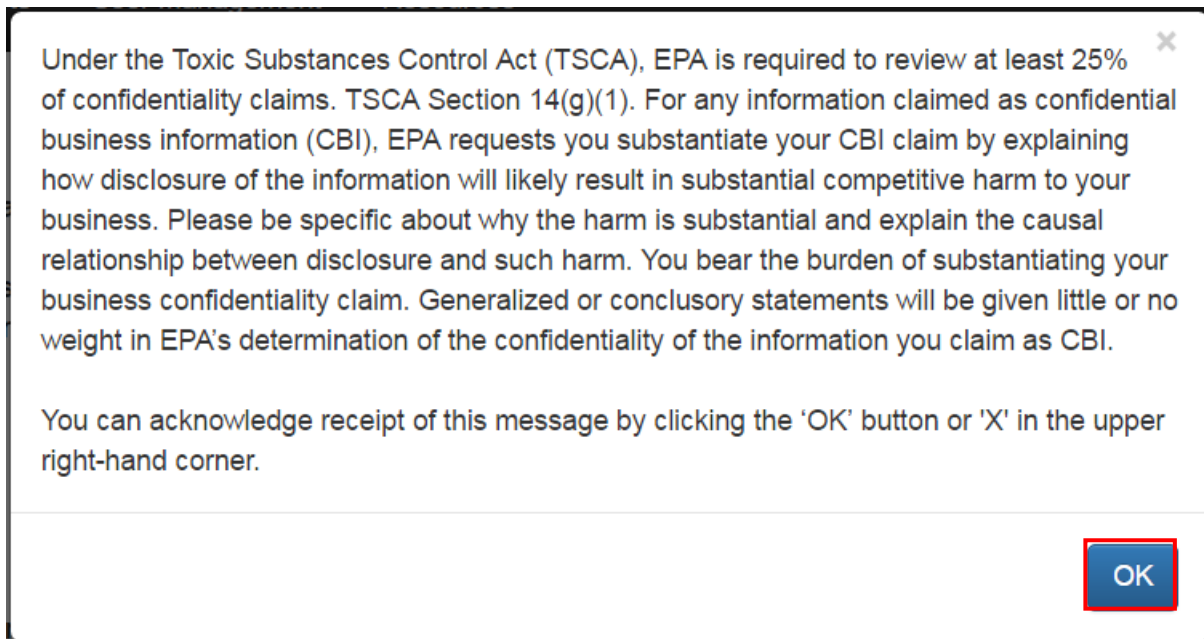 ×
Under the Toxic Substances Control Act (TSCA), EPA is required to review at least 25%
of confidentiality claims. TSCA Section 14(g)(1). For any information claimed as confidential
business information (CBI), EPA requests you substantiate your CBI claim by explaining
how disclosure of the information will likely result in substantial competitive harm to your
business. Please be specific about why the harm is substantial and explain the causal
relationship between disclosure and such harm. You bear the burden of substantiating your
business confidentiality claim. Generalized or conclusory statements will be given little or no
weight in EPA’s determination of the confidentiality of the information you claim as CBI.
You can acknowledge receipt of this message by clicking the ‘OK’ button or 'X' in the upper
right-hand corner.
OK